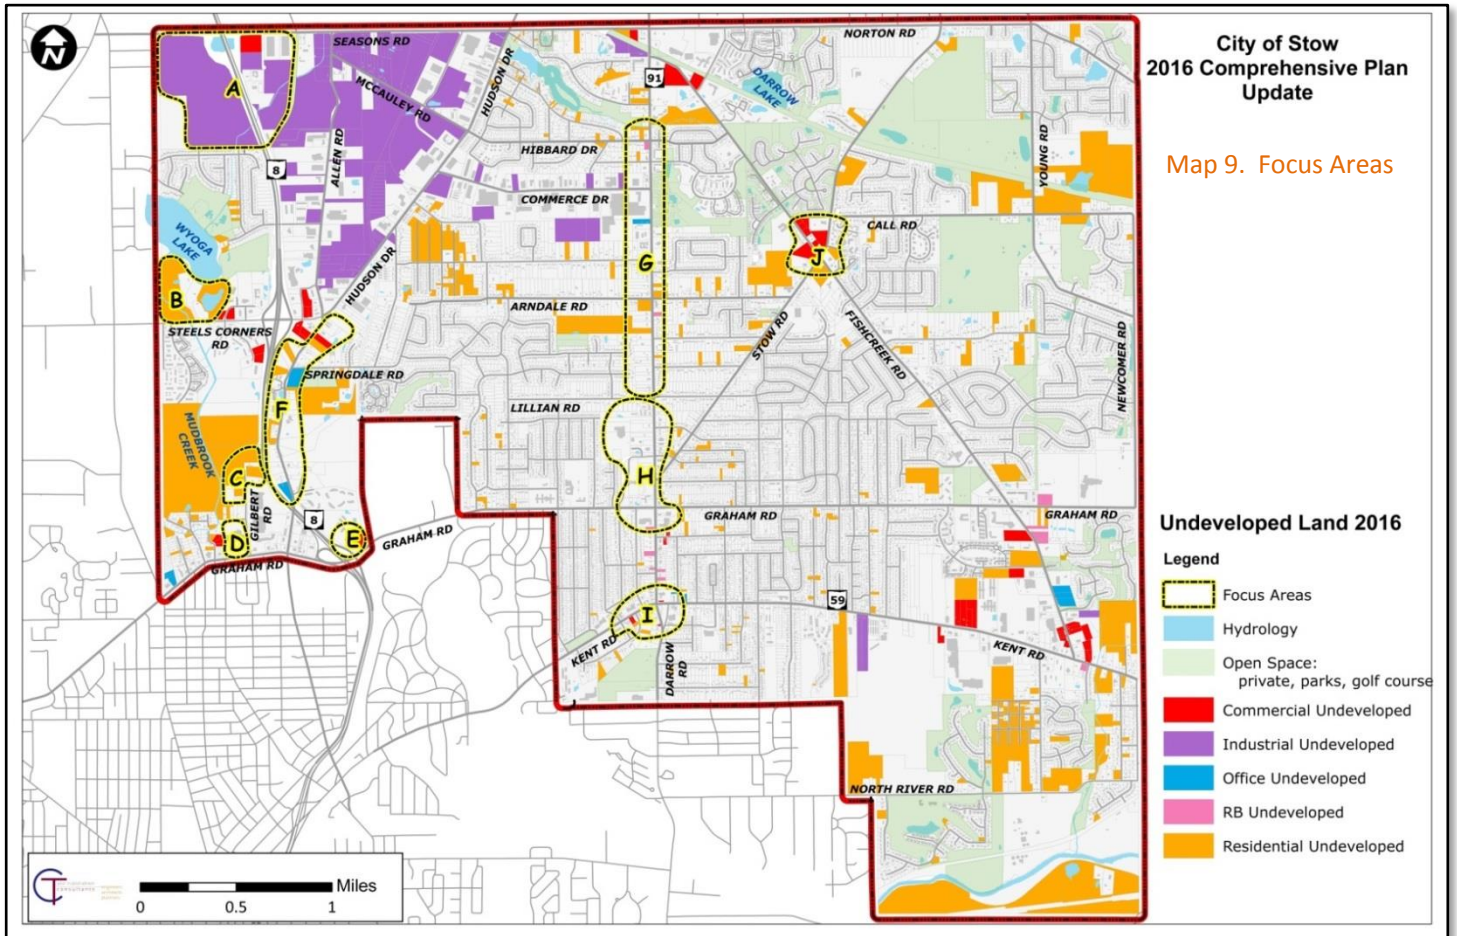 City of Stow
2016 Comprehensive Plan
Update
Map 9. Focus Areas
N
SEASONS RD
NORTON RD
MCCAULEY RD
HUDSON DR
91
DARROW
LAKE
A
ALLEN RD
8
HIBBARD DR
YOUNG RD
COMMERCE DR
CALL RD
WYOGA
LAKE
HUDSON DR
G
J
B
ARNDALE RD
STEELS CORNERS
RD
STOW RD
FISHCREEK RD
NEWCOMER RD
SPRINGDALE RD
F
LILLIAN RD
MUDBROOK
CREEK
C
H
GILBERT
RD
8
GRAHAM RD
GRAHAM RD
D
E
GRAHAM RD
GRAHAM RD
59
I
KENT RD
DARROW
RD
KENT RD
NORTH RIVER RD
Undeveloped Land 2016
Legend
Focus Areas
Hydrology
Open Space:
private, parks, golf course
Commercial Undeveloped
Industrial Undeveloped
Office Undeveloped
RB Undeveloped
Residential Undeveloped
CT
consultants
Miles
0 0.5 1